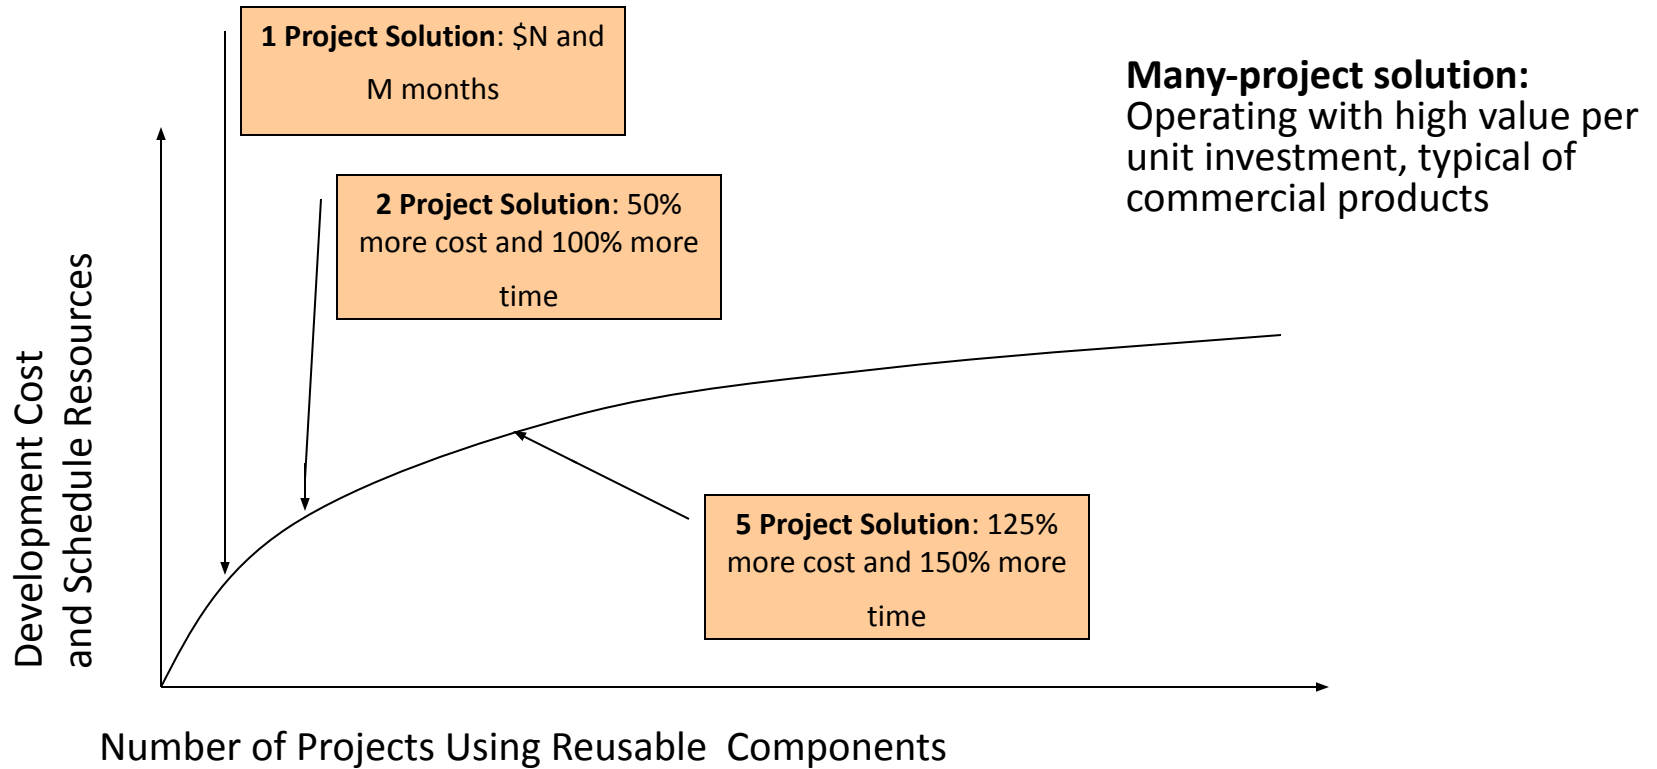 1 Project Solution: $N and
M months
Many-project solution:
Operating with high value per
unit investment, typical of
commercial products
2 Project Solution: 50%
more cost and 100% more
time
Development Cost
and Schedule Resources
5 Project Solution: 125%
more cost and 150% more
time
Number of Projects Using Reusable Components